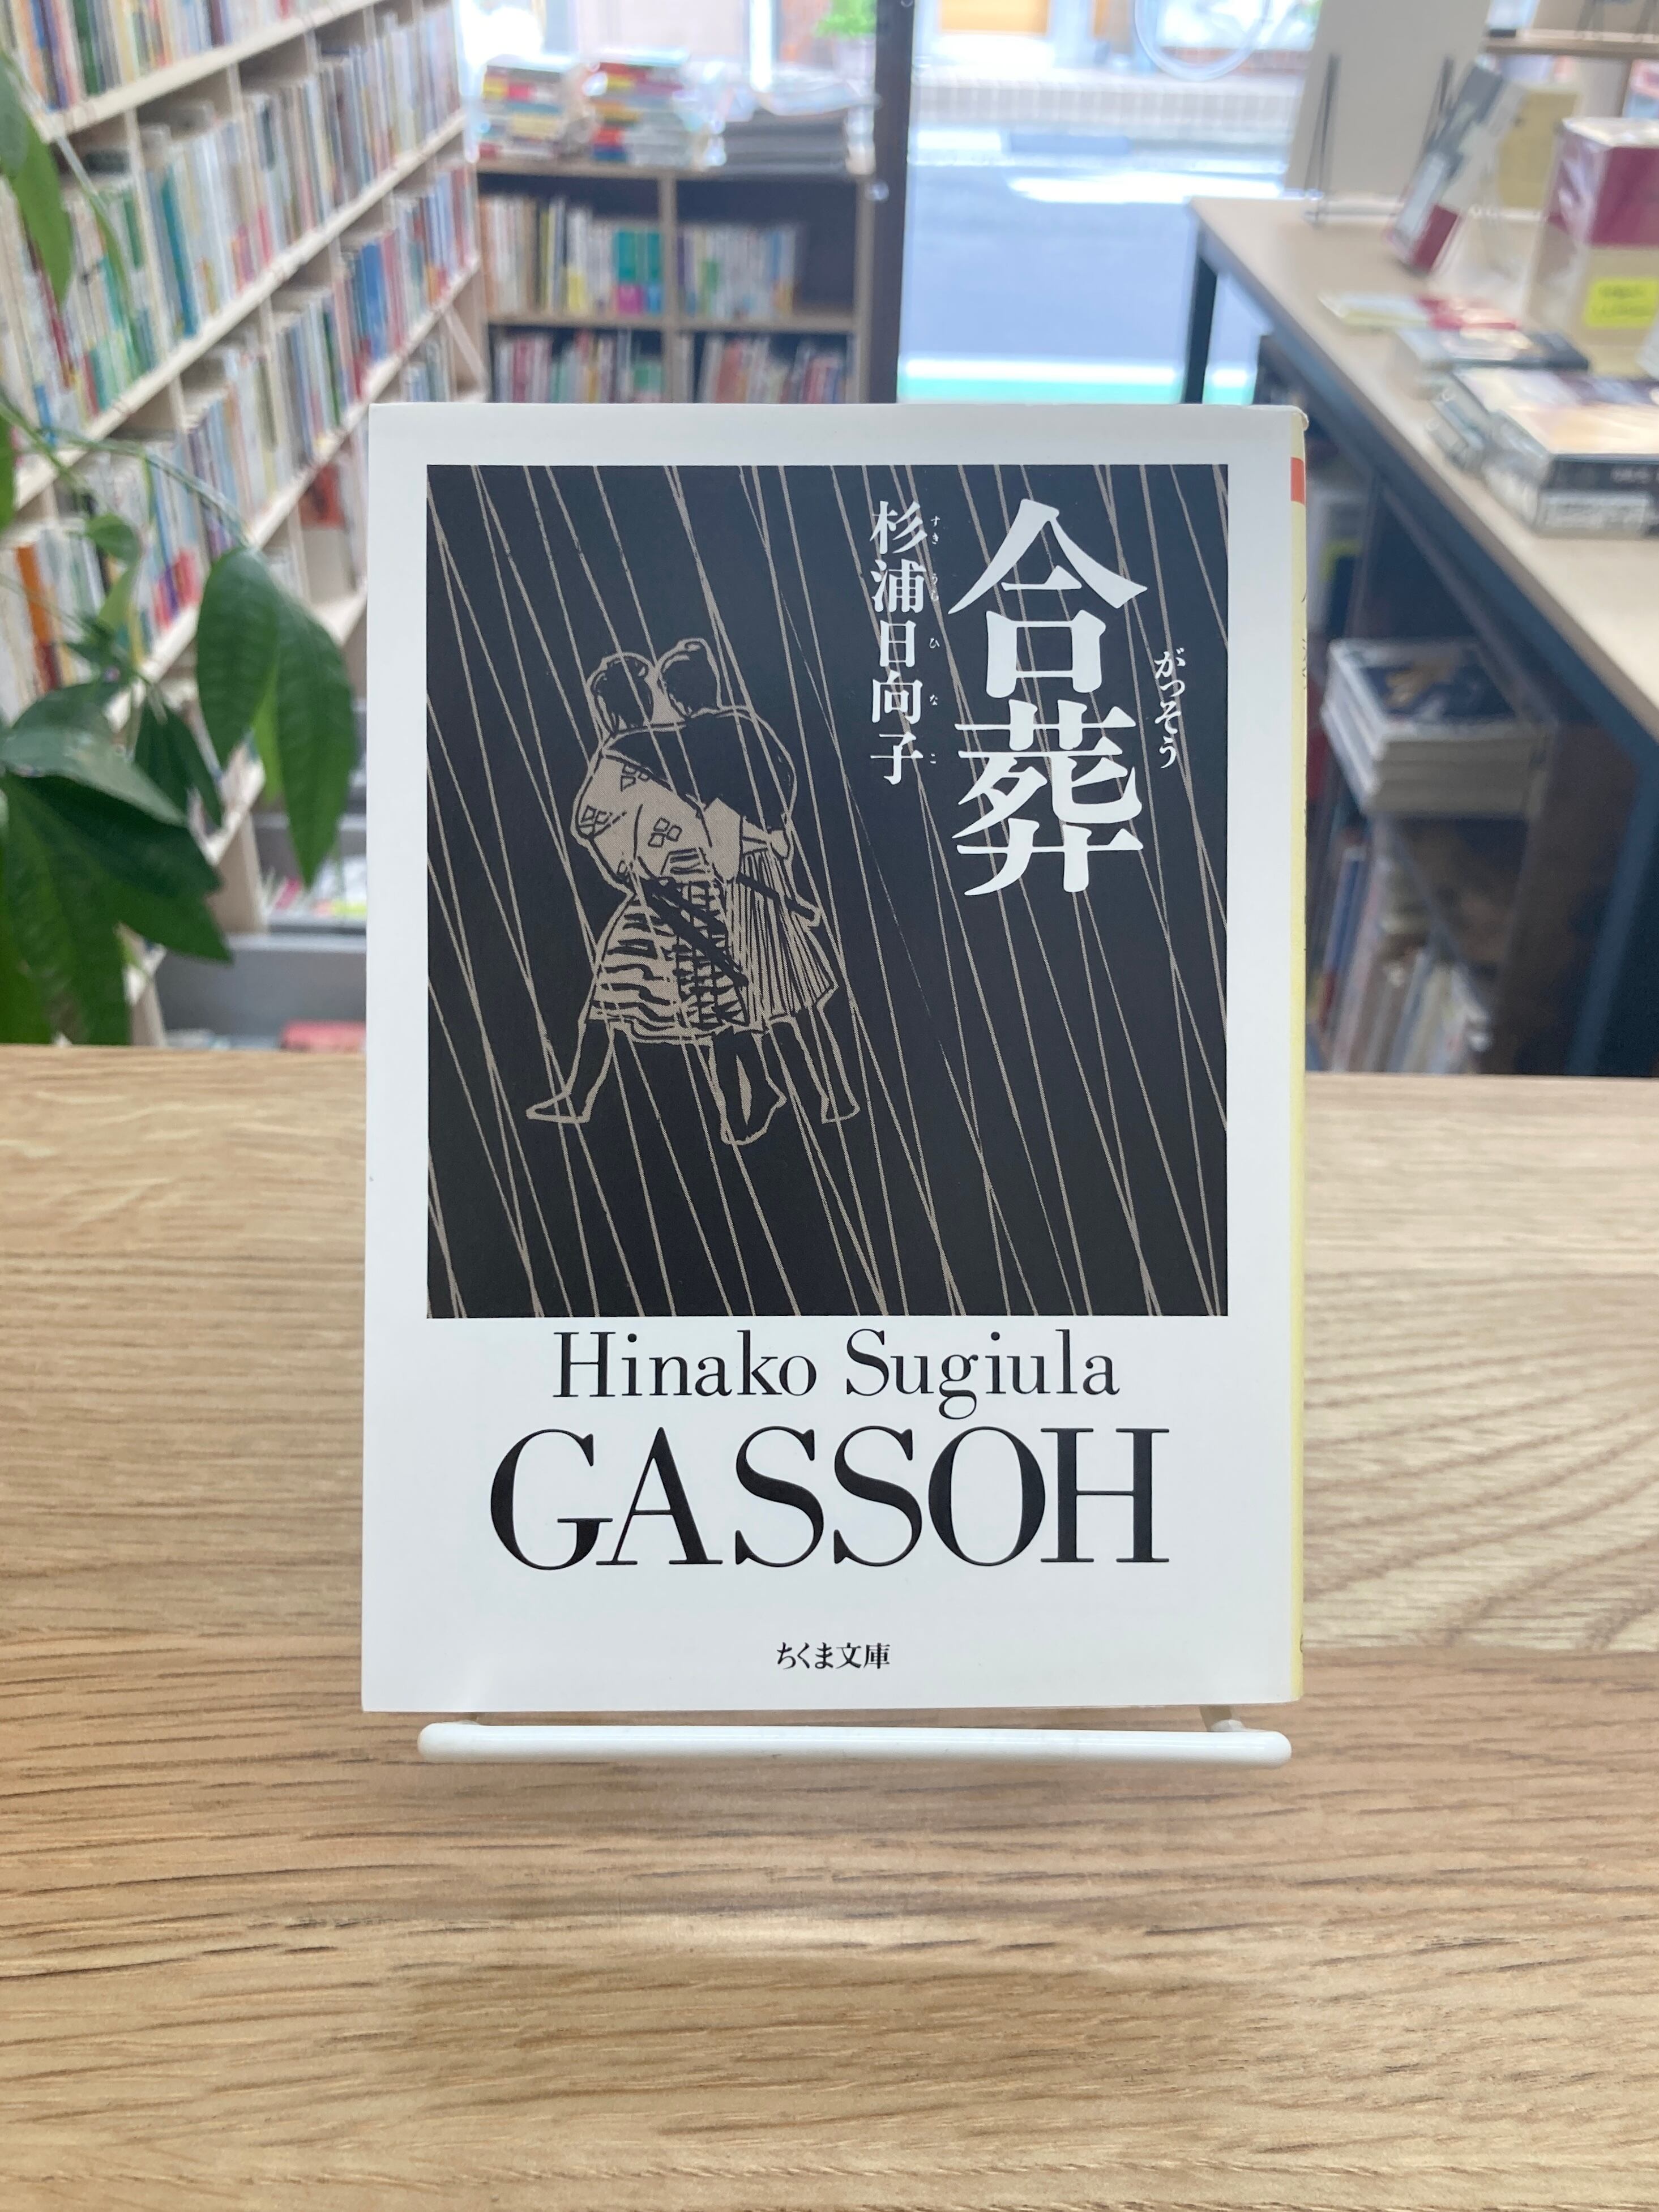 合葬
がっそう
杉浦日向子
すぎうらひなこ
Hinako Sugiula
GASSOH
ちくま文庫